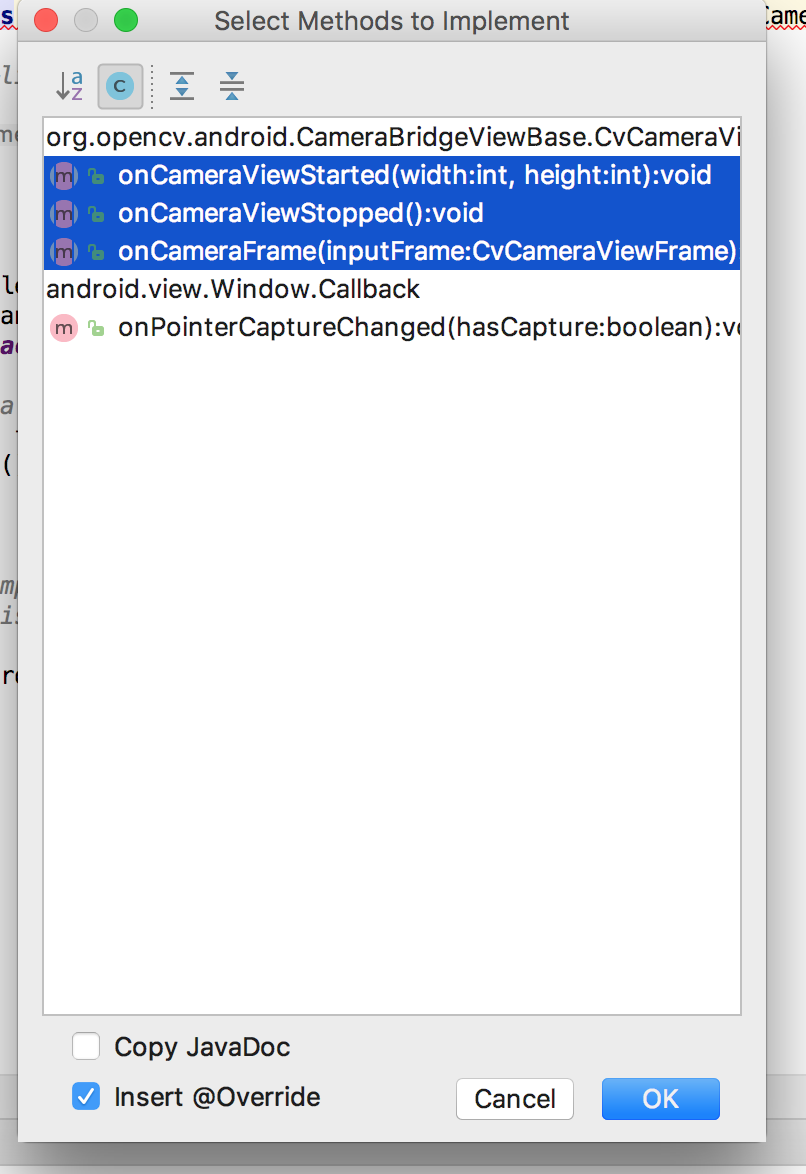 Select Methods to Implement
org.opencv.android.CameraBridgeViewBase.CvCameraVi
onCameraViewStarted(width:int, height:int):void
onCameraViewStopped():void
onCameraFrame(inputFrame:CvCameraViewFrame)
android.view.Window.Callback
onPointerCaptureChanged(hasCapture:boolean):vo
Copy JavaDoc
Insert @Override
Cancel
OK